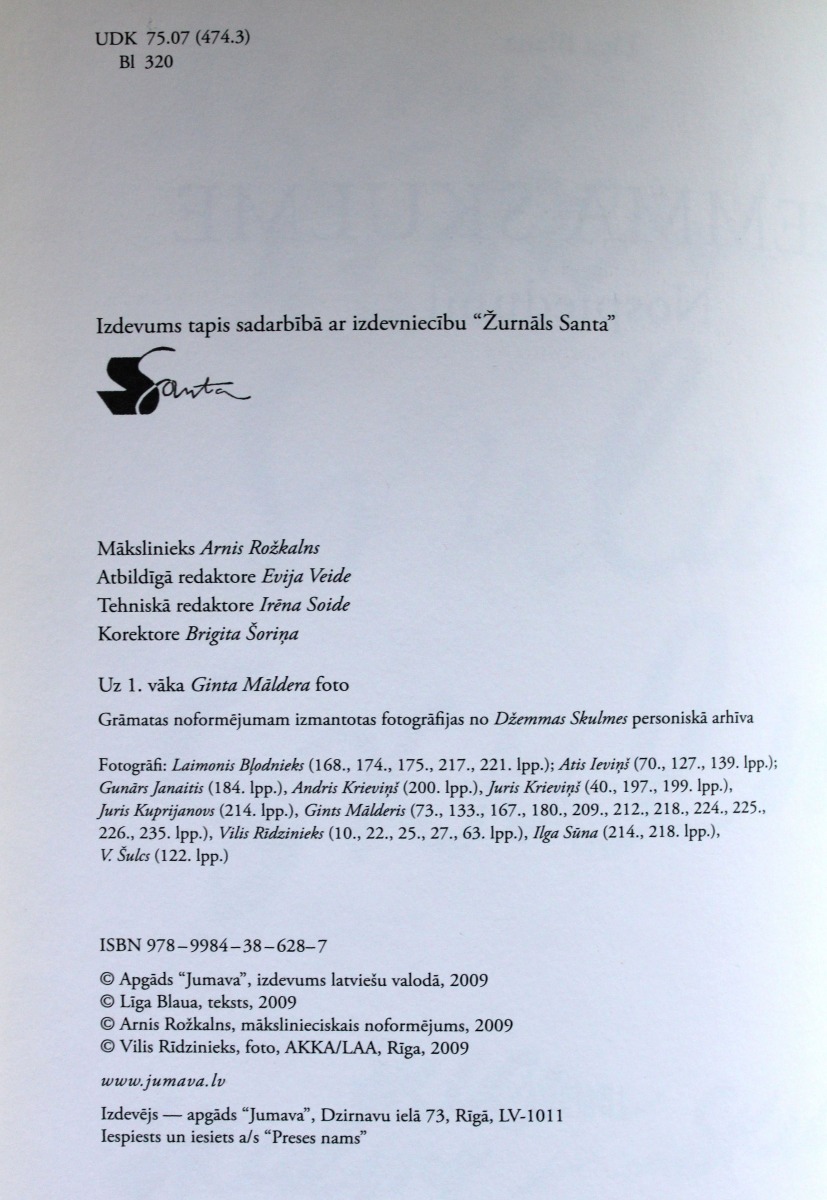 UDK 75.07 (474.3)
Bl 320
Izdevums tapis sadarbībā ar izdevniecību “Žurnāls Santa”
Santa
Mākslinieks Arnis Rožkalns
Atbildīgā redaktore Evija Veide
Tehniskā redaktore Irēna Soide
Korektore Brigita Šoriņa
Uz 1. vāka Ginta Māldera foto
Grāmatas noformējumam izmantotas fotogrāfijas no Džemmas Skulmes personiskā arhīva
Fotogrāfi: Laimonis Bļodnieks (168., 174., 175., 217., 221. lpp.); Atis Ieviņš (70., 127., 139. lpp.);
Gunārs Janaitis (184. lpp.), Andris Krieviņš (200. lpp.), Juris Krieviņš (40., 197., 199. lpp.),
Juris Kuprijanovs (214. lpp.), Gints Mālderis (73., 133., 167., 180., 209., 212., 218., 224., 225.,
226., 235. lpp.), Vilis Rīdzinieks (10., 22., 25., 27., 63. lpp.), Ilga Sūna (214., 218. lpp.),
V. Šulcs (122. lpp.)
ISBN 978–9984–38–628–7
© Apgāds “Jumava”, izdevums latviešu valodā, 2009
© Līga Blaua, teksts, 2009
© Arnis Rožkalns, mākslinieciskais noformējums, 2009
© Vilis Rīdzinieks, foto, AKKA/LAA, Rīga, 2009
www.jumava.lv
Izdevējs — apgāds “Jumava”, Dzirnavu ielā 73, Rīgā, LV-1011
Iespiests un iesiets a/s “Preses nams”